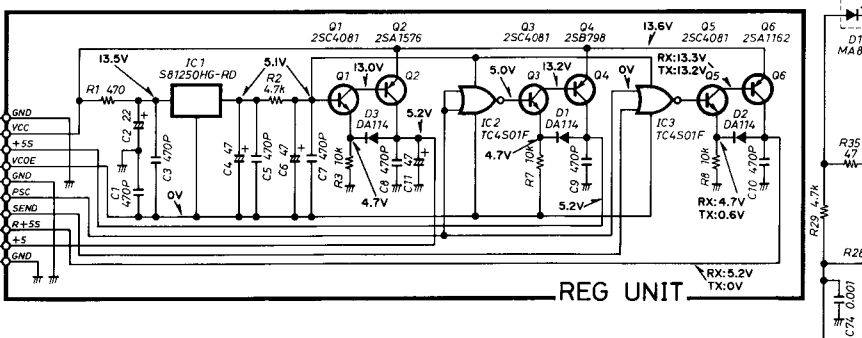 Q1
2SC4081
Q2
2SA1576
Q3
2SC4081
Q4
2SB798
13.6V
Q5
2SC4081
Q6
2SA1162
13.5V
IC1
S81250HG-RD
5.1V
R2
4.7k
R1 470
13.0V
Q1
Q2
5.0V
13.2V
Q3
Q4
0V
RX:13.3V
TX:13.2V
Q5
Q6
D1
MA8
GND
VCC
+5S
VCOE
GND
PSC
SEND
R+5S
+5
GND
C2 22
+
C1 470P
C3 470P
C4 47
+
C5 470P
C6 47
+
C7 470P
R3 10k
D3
DA114
5.2V
C8 470P
C11 47
+
4.7V
0V
IC2
TC4S01F
D1
DA114
4.7V
R7 10k
C9 470P
5.2V
IC3
TC4S01F
D2
DA114
R8 10k
C10 470P
RX:4.7V
TX:0.6V
RX:5.2V
TX:0V
REG UNIT
R35
47
R29 4.7k
R28
C74 0.001